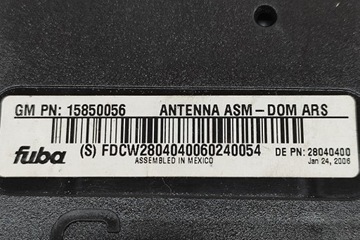 GM PN: 15850056 ANTENNA ASM-DOM ARS
fuba (S) FDCW2804040060240054
ASSEMBLED IN MEXICO DE PN: 28040400
Jan 24, 2006